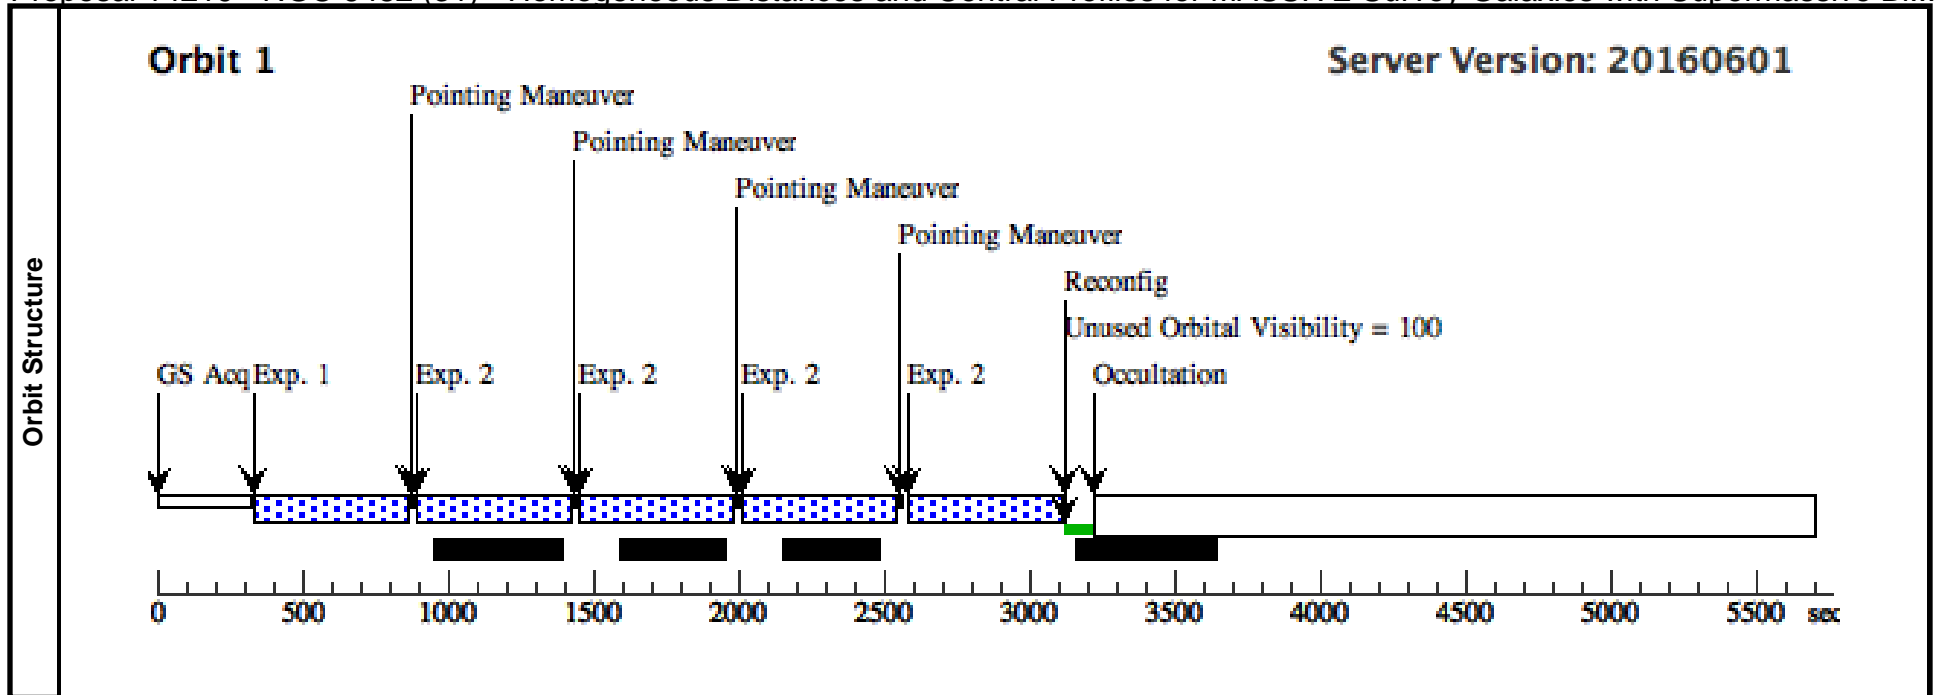 Orbit 1
Server Version: 20160601
Pointing Maneuver
Pointing Maneuver
Pointing Maneuver
Pointing Maneuver
Reconfig
Unused Orbital Visibility = 100
GS Acq Exp. 1 Exp. 2 Exp. 2 Exp. 2 Exp. 2 Occultation
Orbit Structure
0 500 1000 1500 2000 2500 3000 3500 4000 4500 5000 5500 sec